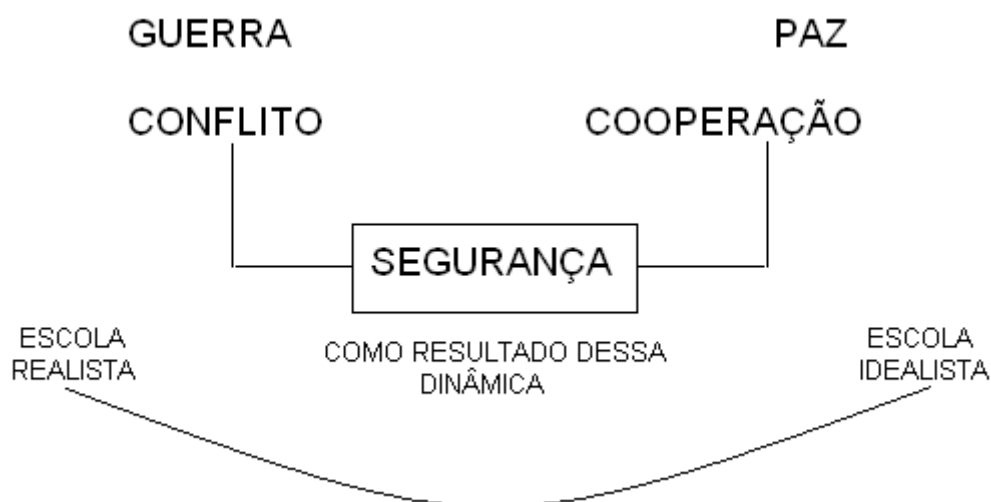 GUERRA
PAZ
CONFLITO
COOPERAÇÃO
SEGURANÇA
ESCOLA
REALISTA
COMO RESULTADO DESSA
DINÂMICA
ESCOLA
IDEALISTA